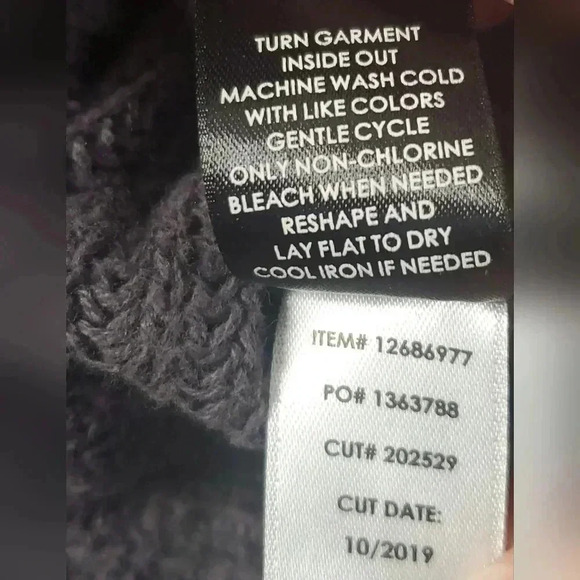 TURN GARMENT
INSIDE OUT
MACHINE WASH COLD
WITH LIKE COLORS
GENTLE CYCLE
ONLY NON-CHLORINE
BLEACH WHEN NEEDED
RESHAPE AND
LAY FLAT TO DRY
COOL IRON IF NEEDED
ITEM# 12686977
PO# 1363788
CUT# 202529
CUT DATE:
10/2019